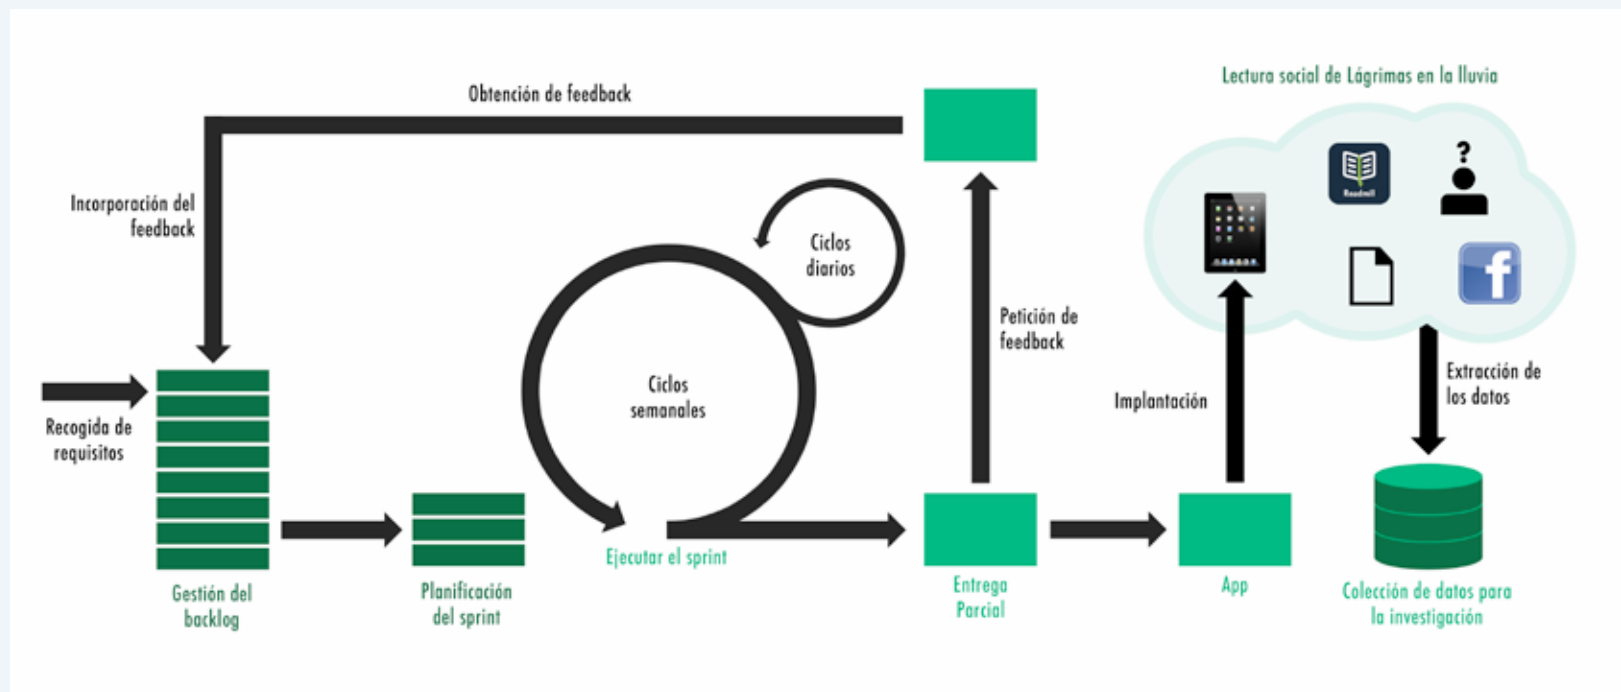 Lectura social de Lágrimas en la lluvia
Obtención de feedback
Incorporación del
feedback
Readmill
?
Ciclos
diarios
f
Petición de
feedback
Ciclos
semanales
Extracción de
los datos
Implantación
Recogida de
requisitos
Ejecutar el sprint
Gestión del
backlog
Planificación
del sprint
Entrega
Parcial
App
Colección de datos para
la investigación